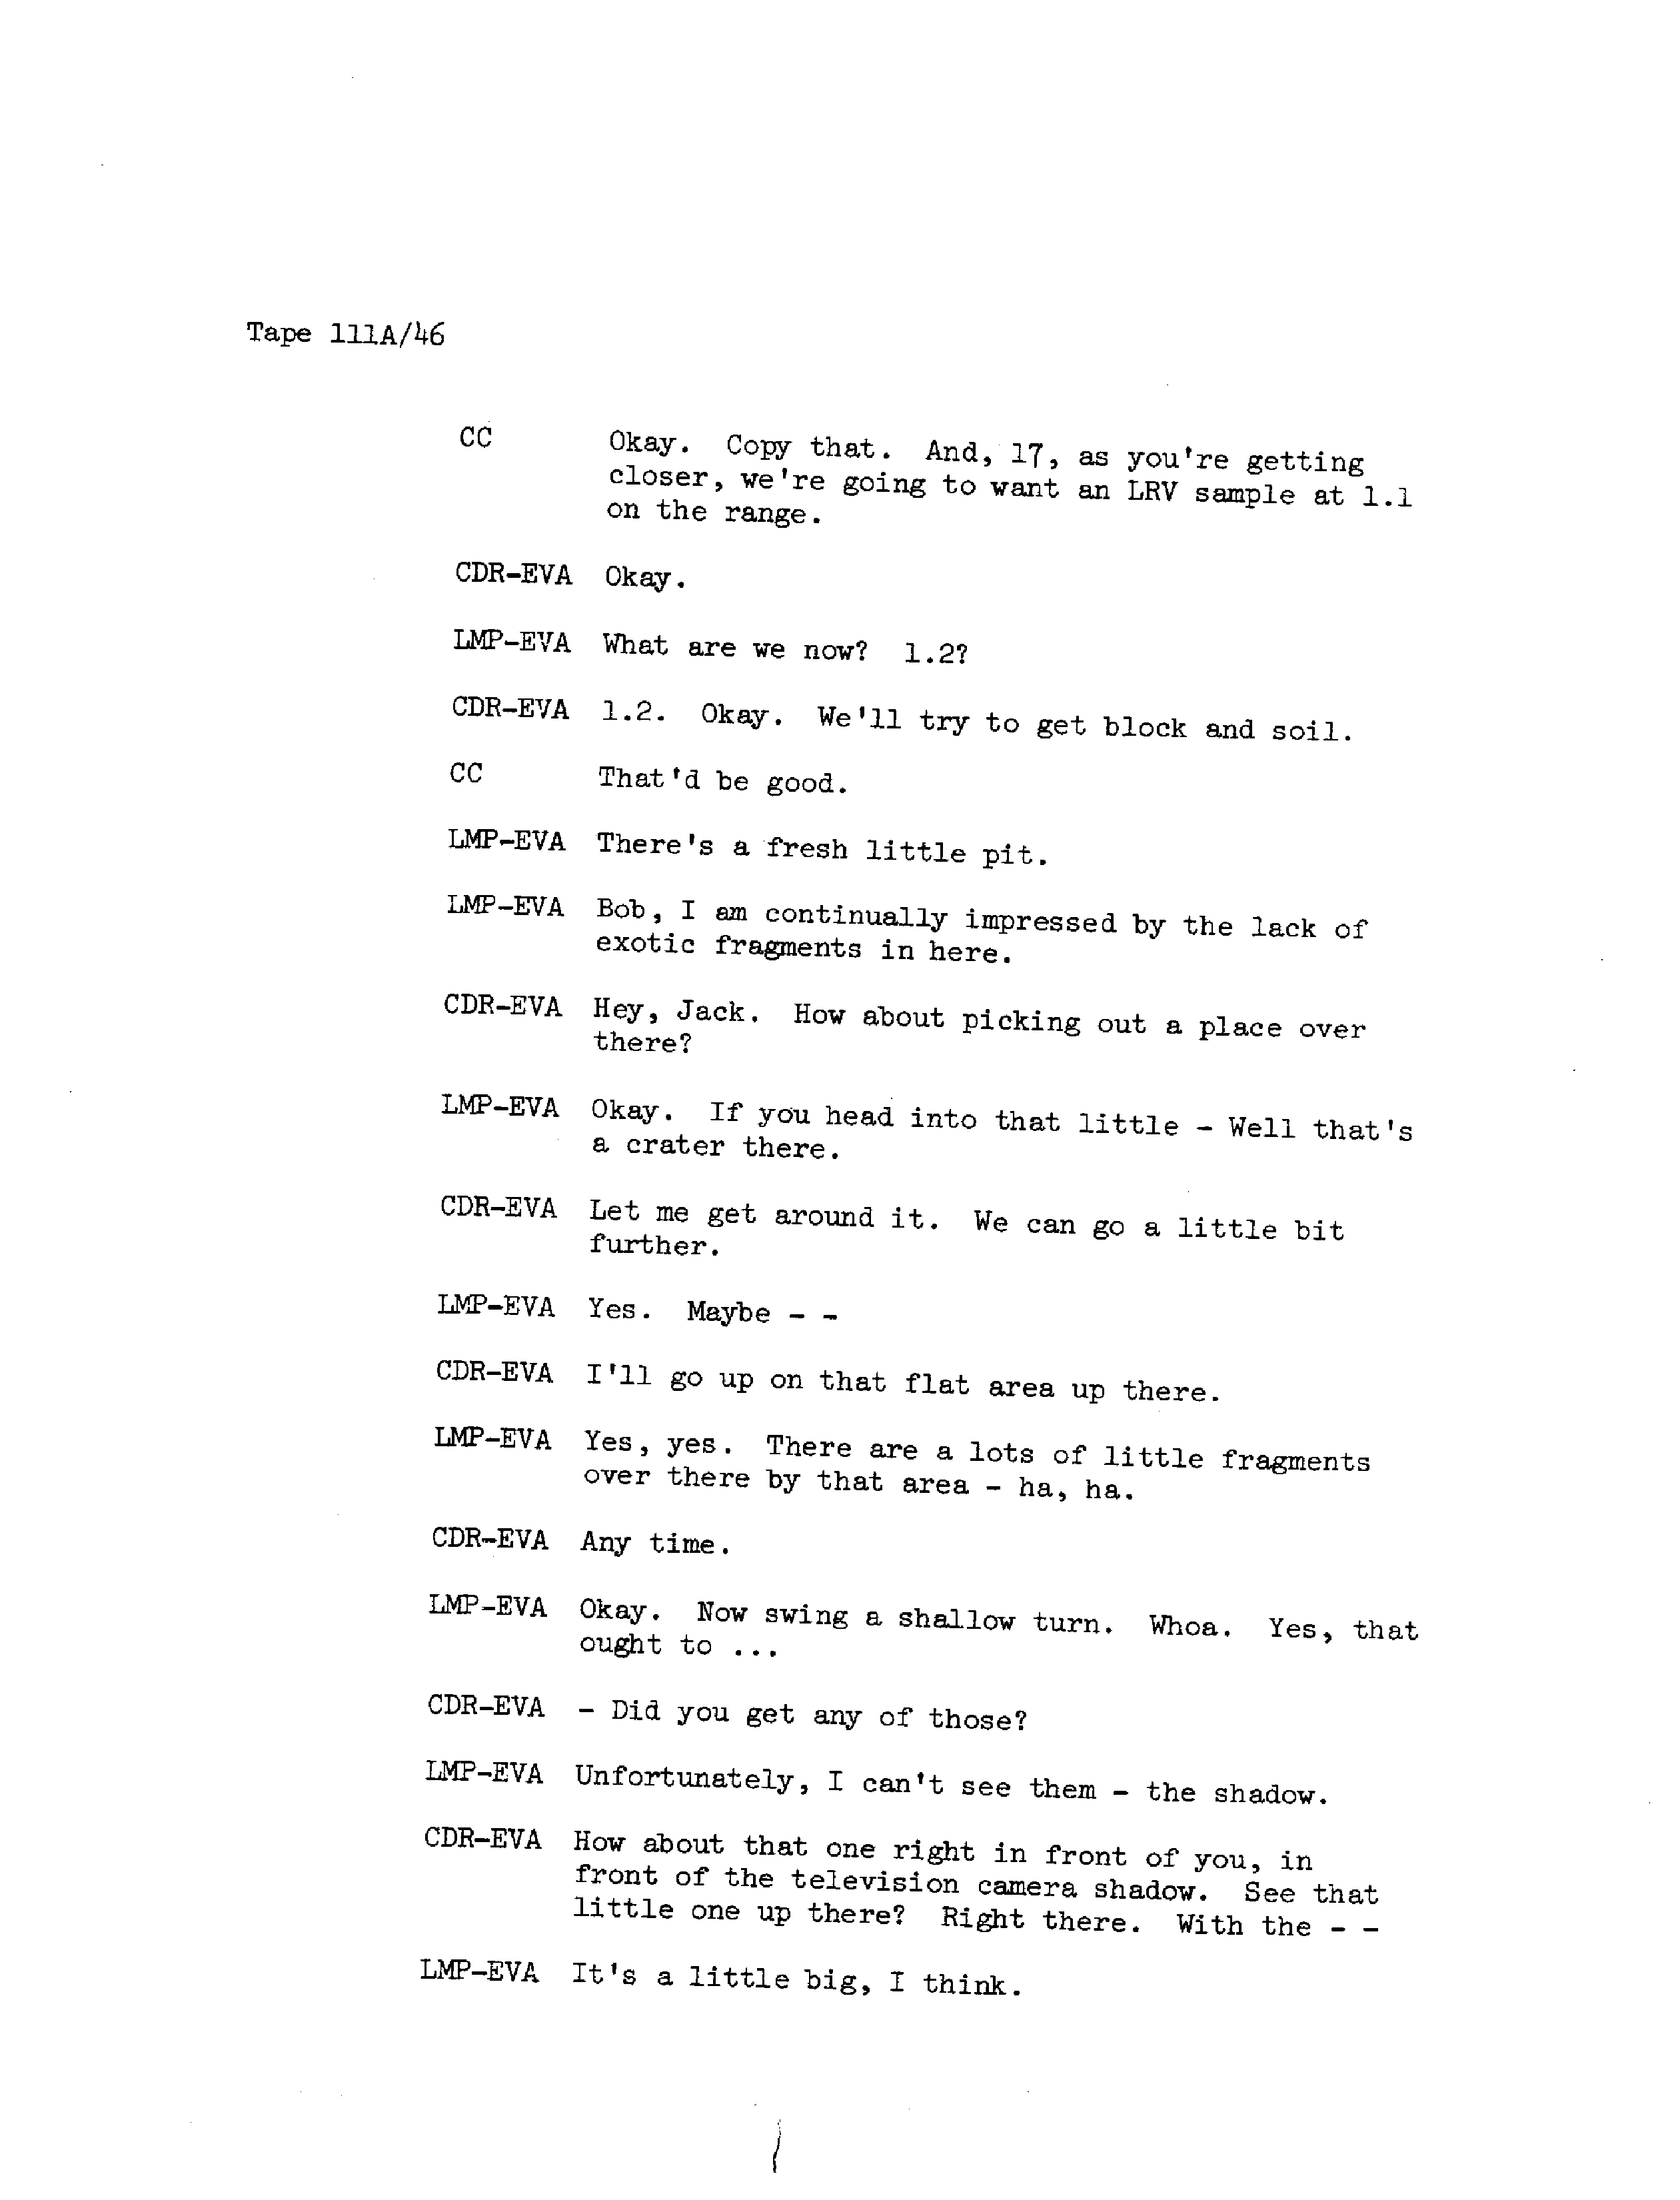 Tape 111A/46
CC Okay. Copy that. And, 17, as you're getting
closer, we're going to want an LRV sample at 1.1
on the range.
CDR-EVA Okay.
LMP-EVA What are we now? 1.2?
CDR-EVA 1.2. Okay. We'll try to get block and soil.
CC That'd be good.
LMP-EVA There's a fresh little pit.
LMP-EVA Bob, I am continually impressed by the lack of
exotic fragments in here.
CDR-EVA Hey, Jack. How about picking out a place over
there?
LMP-EVA Okay. If you head into that little - Well that's
a crater there.
CDR-EVA Let me get around it. We can go a little bit
further.
LMP-EVA Yes. Maybe - -
CDR-EVA I'll go up on that flat area up there.
LMP-EVA Yes, yes. There are a lots of little fragments
over there by that area - ha, ha.
CDR-EVA Any time.
LMP-EVA Okay. Now swing a shallow turn. Whoa. Yes, that
ought to ...
CDR-EVA - Did you get any of those?
LMP-EVA Unfortunately, I can't see them - the shadow.
CDR-EVA How about that one right in front of you, in
front of the television camera shadow. See that
little one up there? Right there. With the - -
LMP-EVA It's a little big, I think.